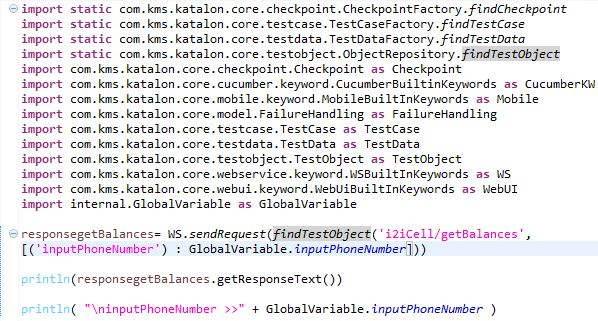 import static com.kms.katalon.core.checkpoint.CheckpointFactory.findCheckpoint
import static com.kms.katalon.core.testcase.TestCaseFactory.findTestCase
import static com.kms.katalon.core.testdata.TestDataFactory.findTestData
import static com.kms.katalon.core.testobject.ObjectRepository.findTestObject
import com.kms.katalon.core.checkpoint.Checkpoint as Checkpoint
import com.kms.katalon.core.cucumber.keyword.CucumberBuiltinKeywords as CucumberKW
import com.kms.katalon.core.mobile.keyword.MobileBuiltInKeywords as Mobile
import com.kms.katalon.core.model.FailureHandling as FailureHandling
import com.kms.katalon.core.testcase.TestCase as TestCase
import com.kms.katalon.core.testdata.TestData as TestData
import com.kms.katalon.core.testobject.TestObject as TestObject
import com.kms.katalon.core.webservice.keyword.WSBuiltInKeywords as WS
import com.kms.katalon.core.webui.keyword.WebUiBuiltInKeywords as WebUI
import internal.GlobalVariable as GlobalVariable
responsegetBalances= WS.sendRequest(findTestObject('i2iCell/getBalances',
[('inputPhoneNumber') : GlobalVariable.inputPhoneNumber]))
println(responsegetBalances.getResponseText())
println( "\ninputPhoneNumber >>" + GlobalVariable.inputPhoneNumber )